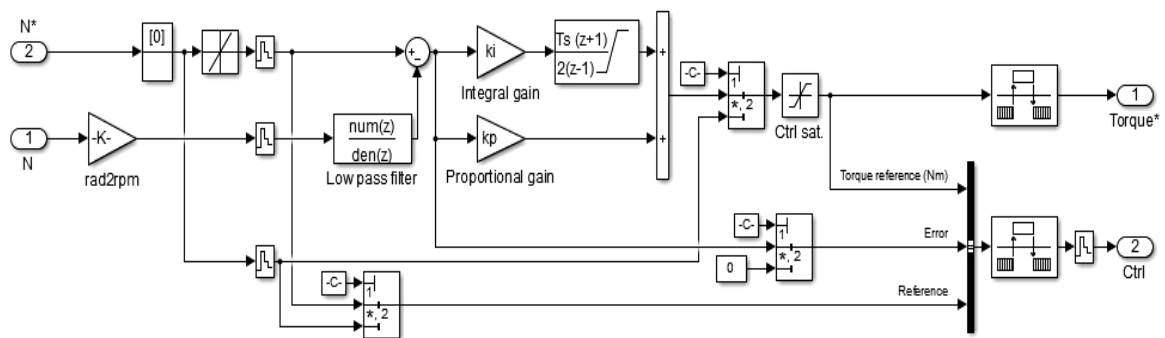 N*
2
[0]
1
N
-K-
rad2rpm
num(z)
den(z)
Low pass filter
+
-
ki
Integral gain
Ts (z+1)
2(z-1)
kp
Proportional gain
+
+
-C-
1
*, 2
Ctrl sat.
1
Torque*
Torque reference (Nm)
-C-
1
*, 2
0
Error
2
Ctrl
-C-
1
*, 2
Reference